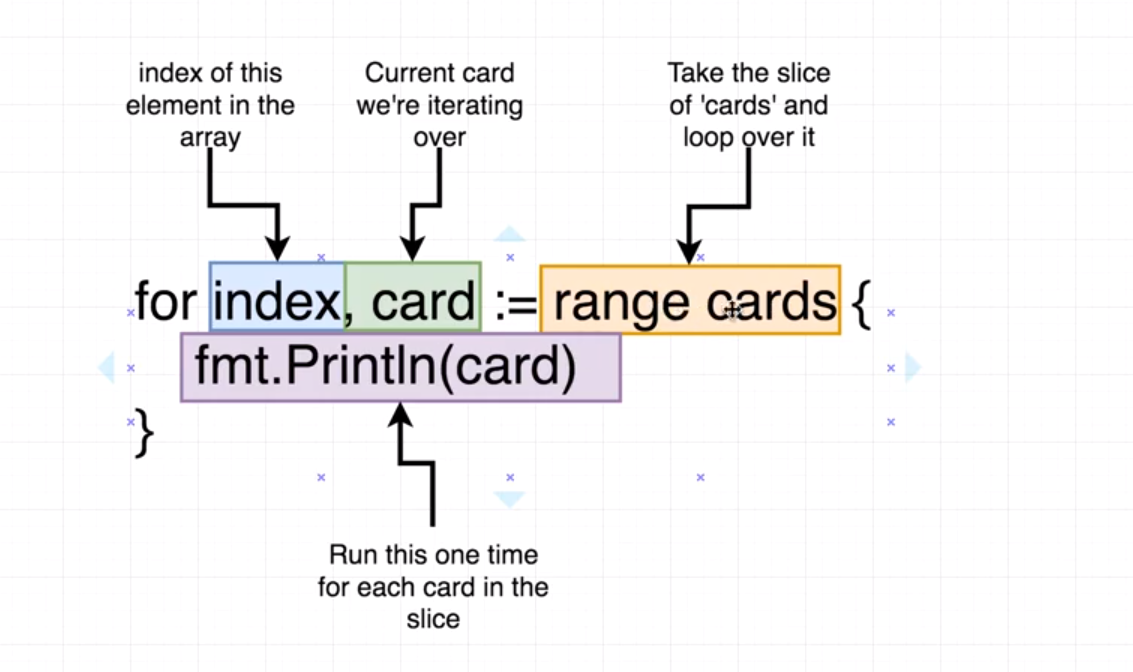 index of this
element in the
array
Current card
we're iterating
over
Take the slice
of 'cards' and
loop over it
for index, card := range cards {
fmt.Println(card)
}
Run this one time
for each card in the
slice